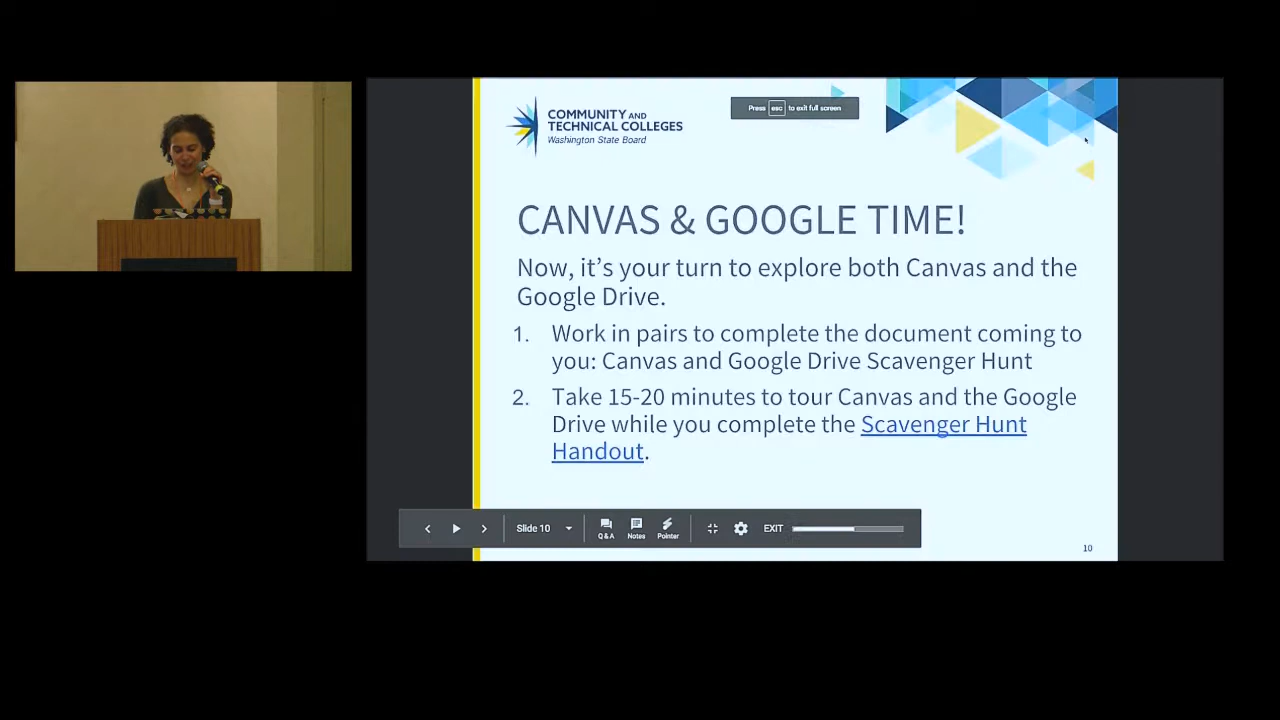 COMMUNITY AND
TECHNICAL COLLEGES
Washington State Board
Press esc to exit full screen
CANVAS & GOOGLE TIME!
Now, it’s your turn to explore both Canvas and the
Google Drive.
1. Work in pairs to complete the document coming to
you: Canvas and Google Drive Scavenger Hunt
2. Take 15-20 minutes to tour Canvas and the Google
Drive while you complete the Scavenger Hunt
Handout.
Slide 10
Q & A
Notes
Pointer
EXIT
10